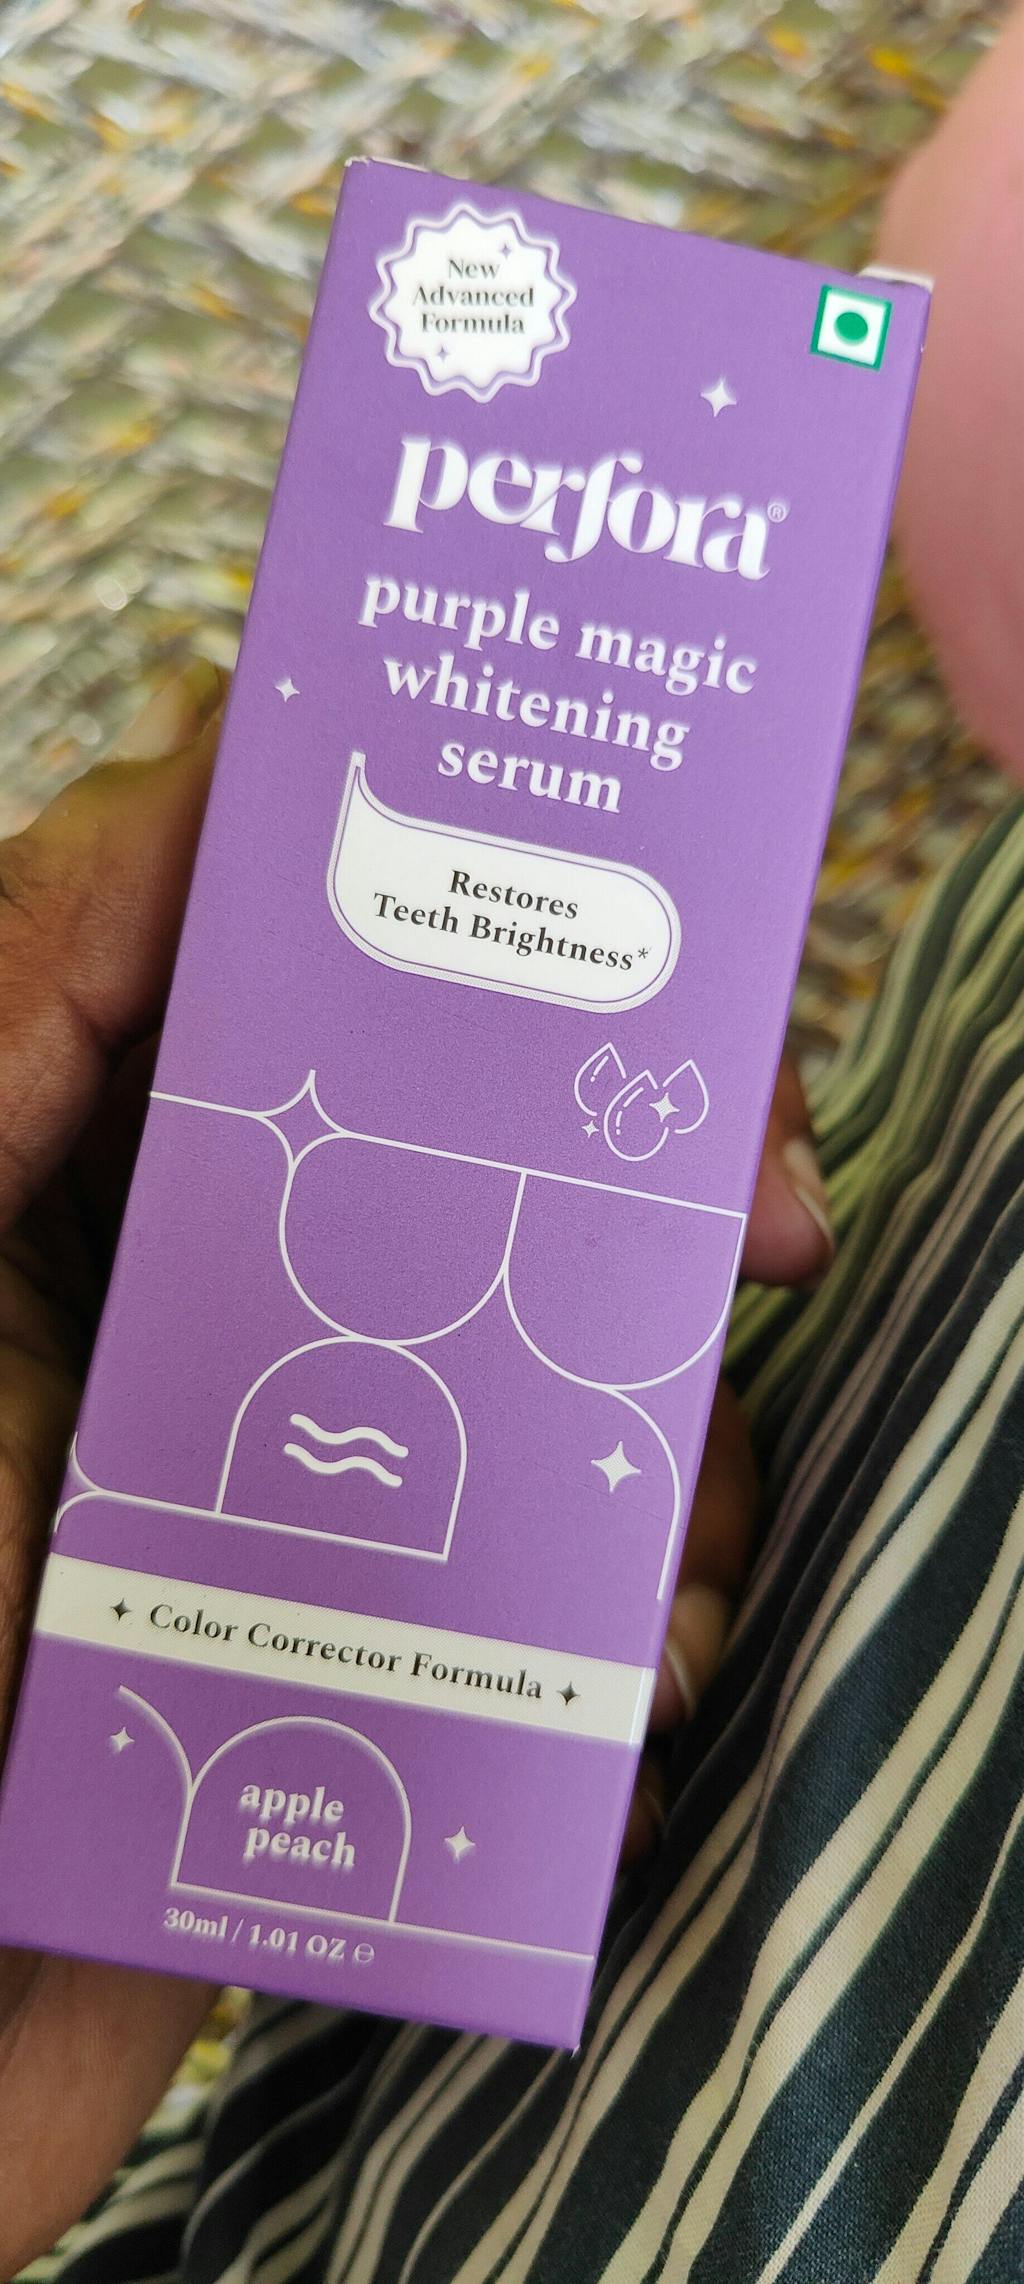 New
Advanced
Formula
perfora®
purple magic
whitening
serum
Restores
Teeth Brightness*
Color Corrector Formula
apple
peach
30ml / 1.01 OZ ℮